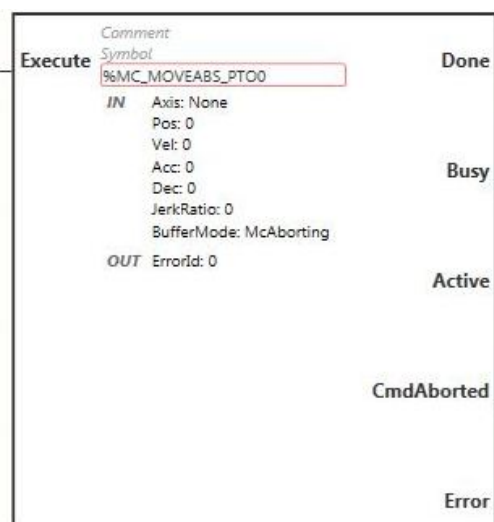 Comment
Execute Symbol Done
%MC_MOVEABS_PTO0
IN Axis: None
Pos: 0
Vel: 0
Busy
Acc: 0
Dec: 0
JerkRatio: 0
BufferMode: McAborting
OUT ErrorId: 0
Active
CmdAborted
Error